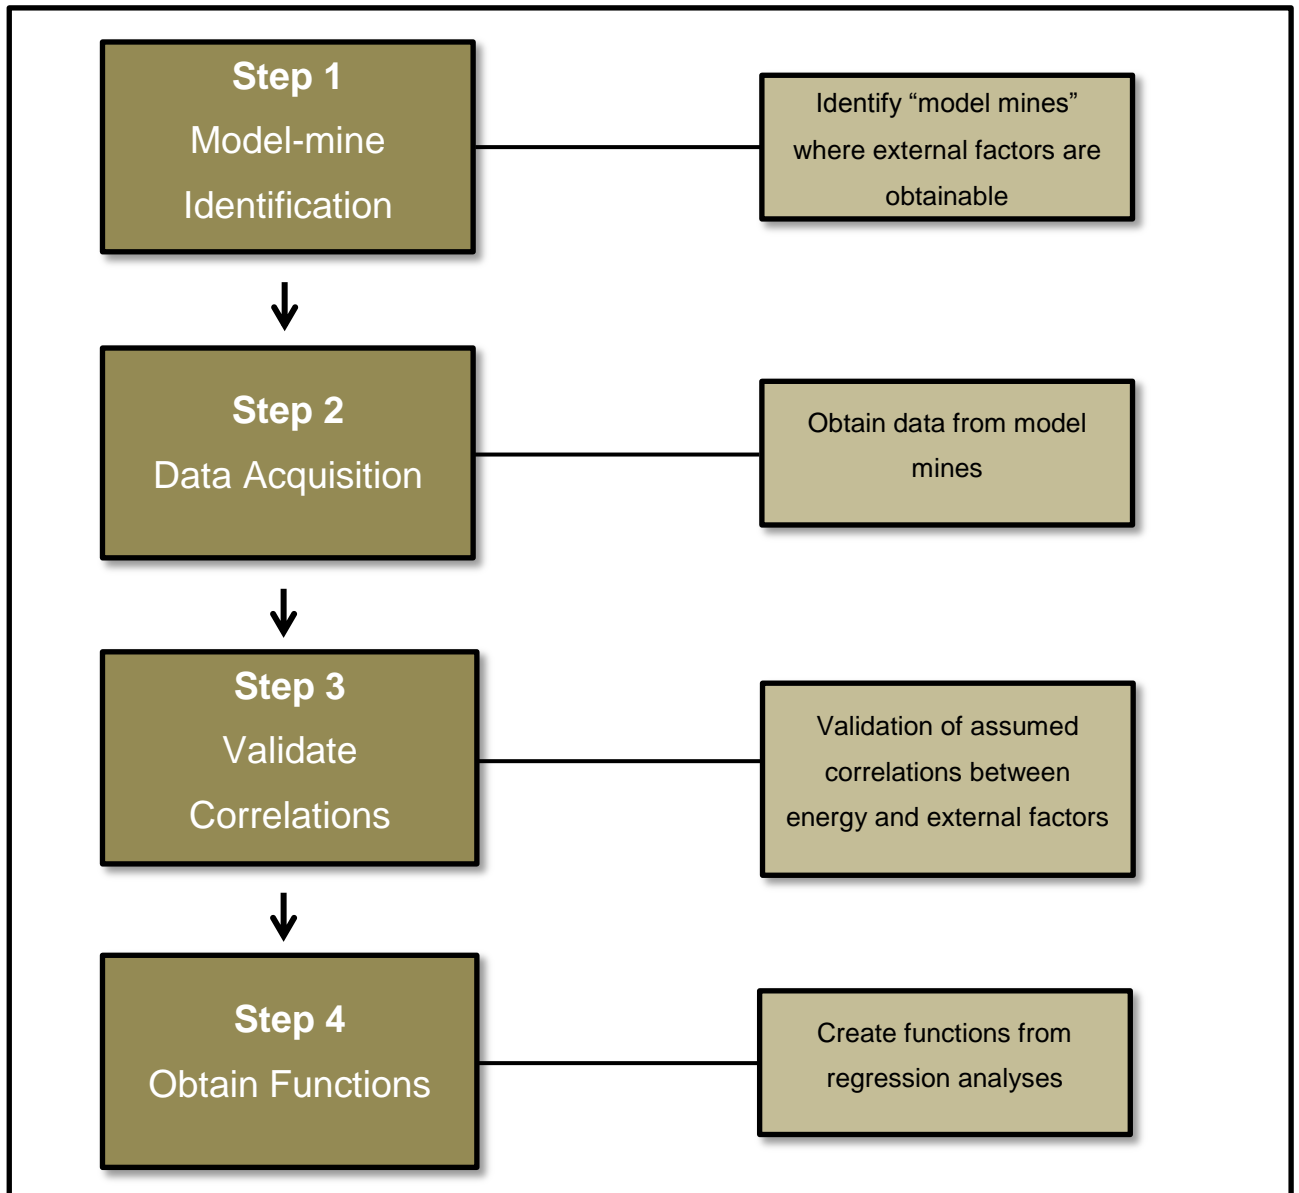 Step 1
Model-mine
Identification
Identify “model mines”
where external factors are
obtainable
Step 2
Data Acquisition
Obtain data from model
mines
Step 3
Validate
Correlations
Validation of assumed
correlations between
energy and external factors
Step 4
Obtain Functions
Create functions from
regression analyses